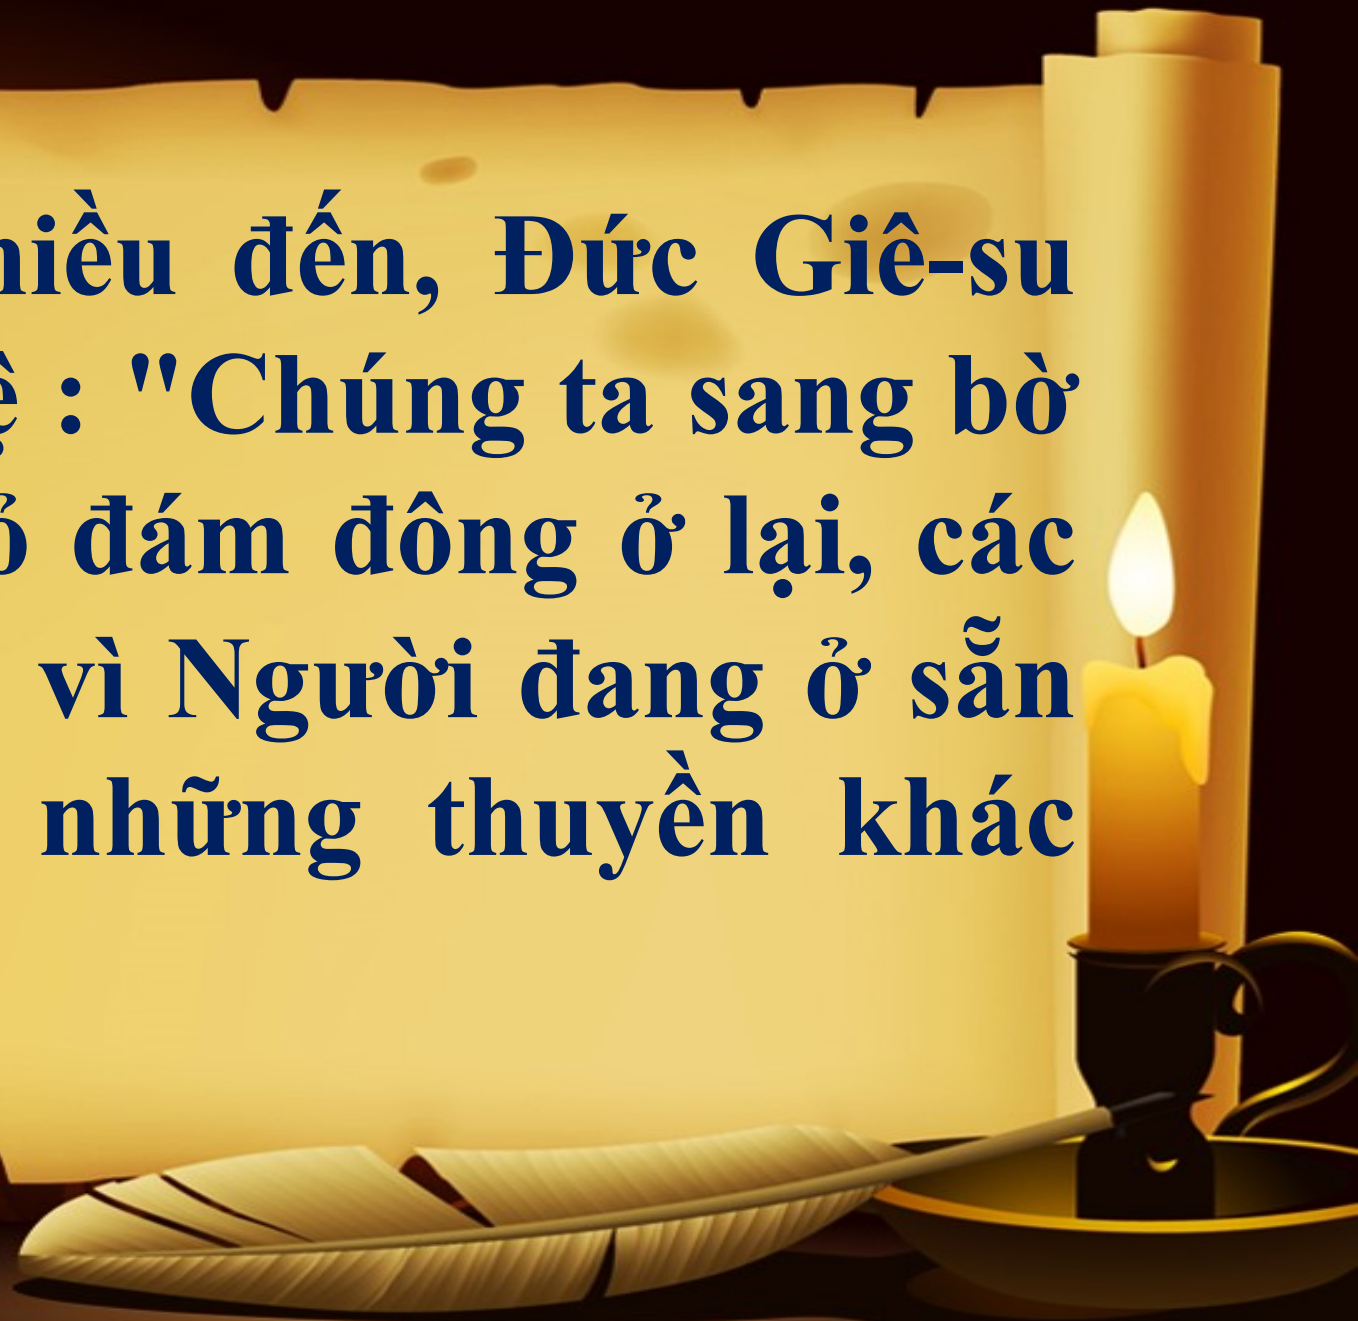 hiều đến, Đức Giê-su
ệ : "Chúng ta sang bờ
ỏ đám đông ở lại, các
vì Người đang ở sẵn
những thuyền khác